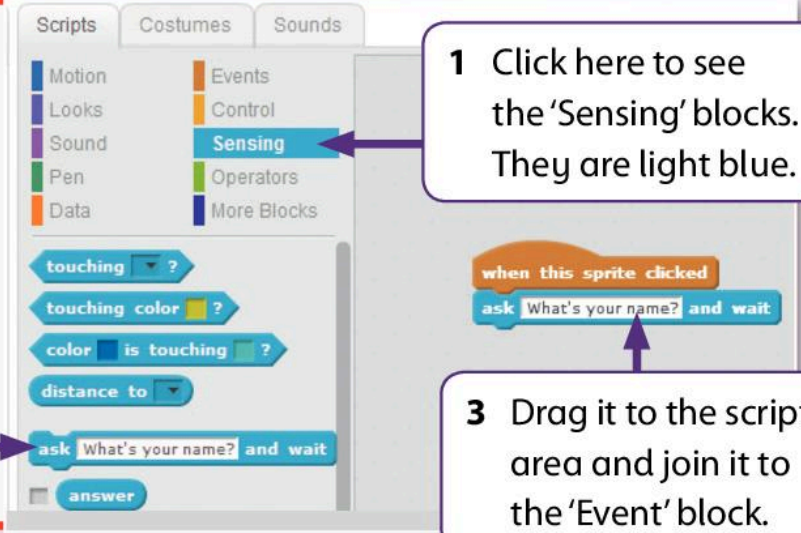 Scripts Costumes Sounds
Motion Events
Looks Control
Sound Sensing
Pen Operators
Data More Blocks
touching ?
touching color ?
color is touching ?
distance to
ask What's your name? and wait
answer
1 Click here to see
the 'Sensing' blocks.
They are light blue.
when this sprite clicked
ask What's your name? and wait
3 Drag it to the script
area and join it to
the 'Event' block.